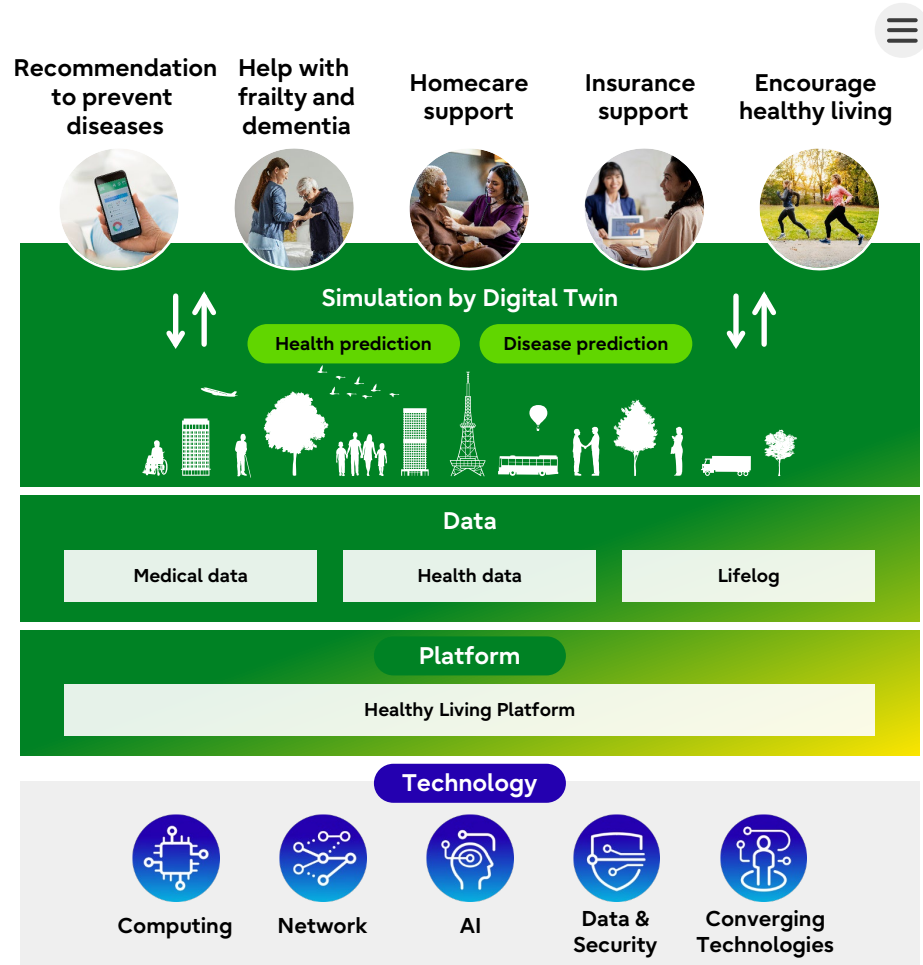 Recommendation
to prevent
diseases
Help with
frailty and
dementia
Homecare
support
Insurance
support
Encourage
healthy living
Simulation by Digital Twin
Health prediction
Disease prediction
Data
Medical data
Health data
Lifelog
Platform
Healthy Living Platform
Technology
Computing
Network
AI
Data &
Security
Converging
Technologies